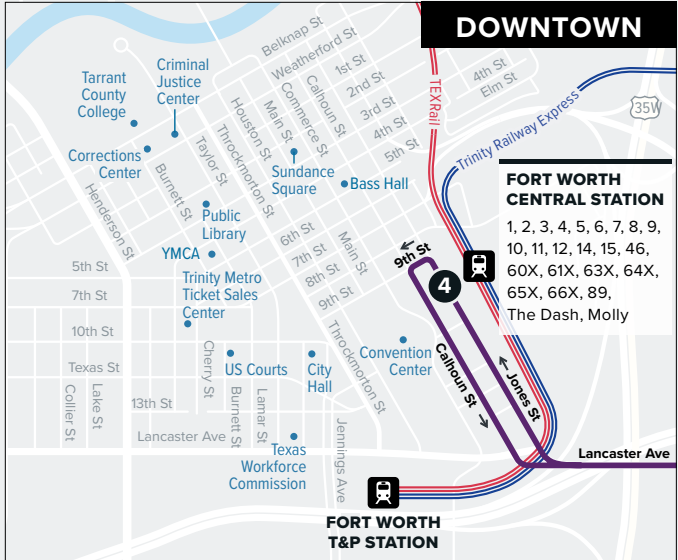 DOWNTOWN
Belknap St
Weatherford St
1st St
2nd St
3rd St
4th St
5th St
4th St
Elm St
TEXRail
Trinity Railway Express
35W
Criminal
Justice
Center
Tarrant
County
College
Corrections
Center
Houston St
Main St
Commerce St
Calhoun St
Taylor St
Throckmorton St
Henderson St
Burnett St
Sundance
Square
Bass Hall
Public
Library
YMCA
Trinity Metro
Ticket Sales
Center
6th St
7th St
8th St
9th St
Main St
9th St
4
FORT WORTH
CENTRAL STATION
1, 2, 3, 4, 5, 6, 7, 8, 9,
10, 11, 12, 14, 15, 46,
60X, 61X, 63X, 64X,
65X, 66X, 89,
The Dash, Molly
5th St
7th St
10th St
Texas St
13th St
Lancaster Ave
Collier St
Lake St
Cherry St
Burnett St
Lamar St
Jennings Ave
Throckmorton St
US Courts
City
Hall
Convention
Center
Calhoun St
Jones St
Lancaster Ave
Texas
Workforce
Commission
FORT WORTH
T&P STATION